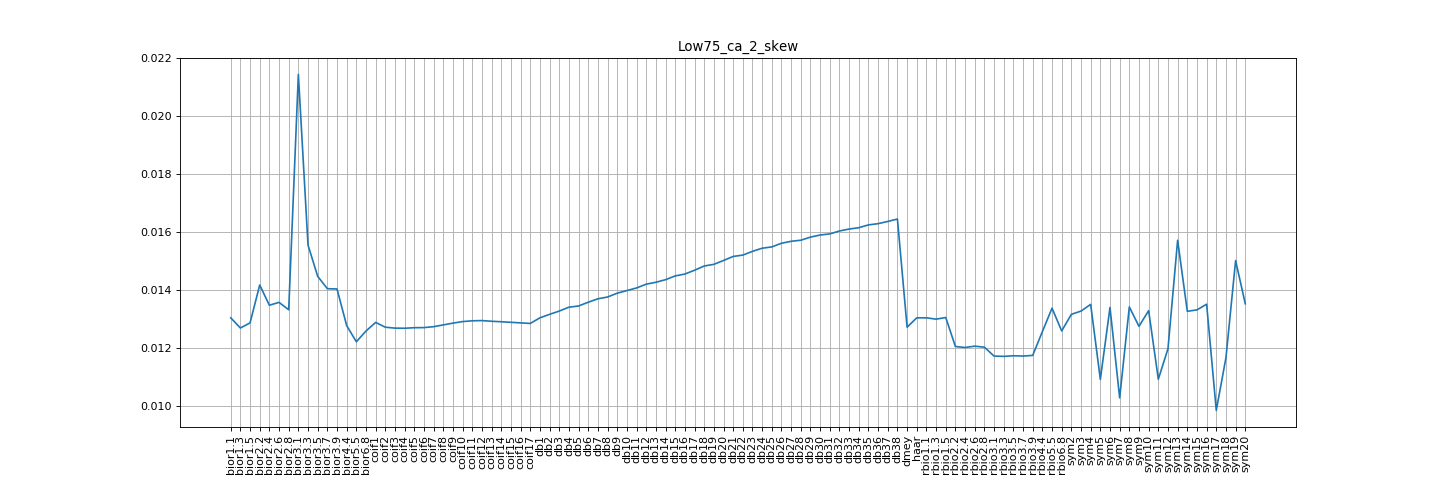 Low75_ca_2_skew
0.022
0.020
0.018
0.016
0.014
0.012
0.010
bior1.1
bior1.3
bior1.5
bior2.2
bior2.4
bior2.6
bior2.8
bior3.1
bior3.3
bior3.5
bior3.7
bior3.9
bior4.4
bior5.5
bior6.8
coif1
coif2
coif3
coif4
coif5
coif6
coif7
coif8
coif9
coif10
coif11
coif12
coif13
coif14
coif15
coif16
coif17
db1
db2
db3
db4
db5
db6
db7
db8
db9
db10
db11
db12
db13
db14
db15
db16
db17
db18
db19
db20
db21
db22
db23
db24
db25
db26
db27
db28
db29
db30
db31
db32
db33
db34
db35
db36
db37
db38
dmey
haar
rbio1.1
rbio1.3
rbio1.5
rbio2.2
rbio2.4
rbio2.6
rbio2.8
rbio3.1
rbio3.3
rbio3.5
rbio3.7
rbio3.9
rbio4.4
rbio5.5
rbio6.8
sym2
sym3
sym4
sym5
sym6
sym7
sym8
sym9
sym10
sym11
sym12
sym13
sym14
sym15
sym16
sym17
sym18
sym19
sym20